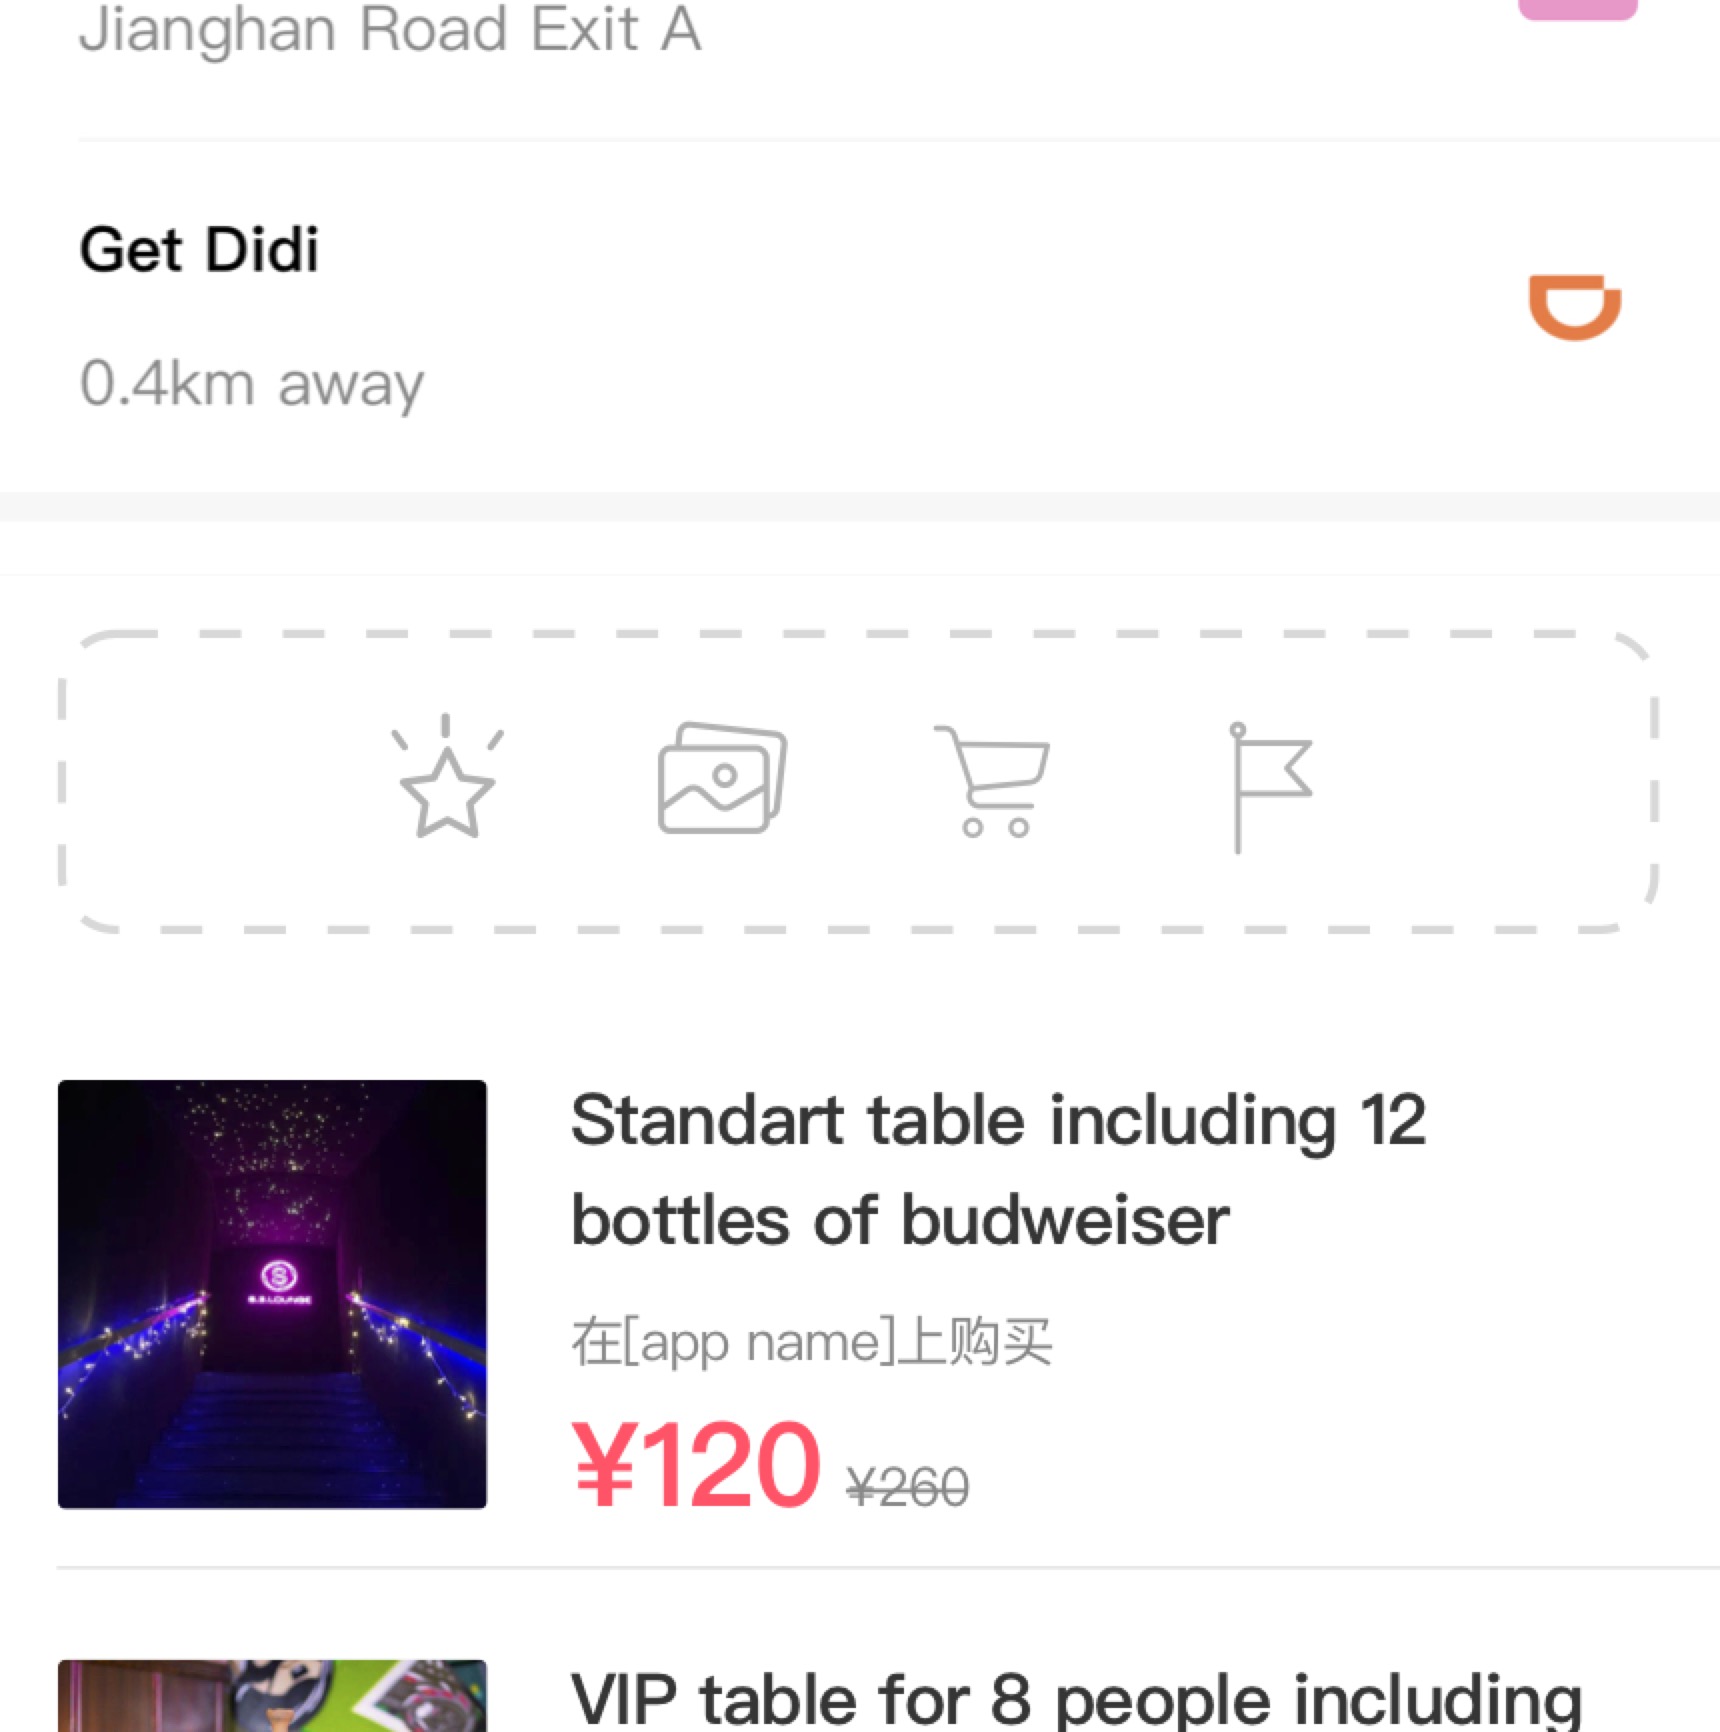 Jianghan Road Exit A
Get Didi
0.4km away
Standart table including 12
bottles of budweiser
在[app name]上购买
¥120 ¥260
S.S.LOUNGE
VIP table for 8 people including